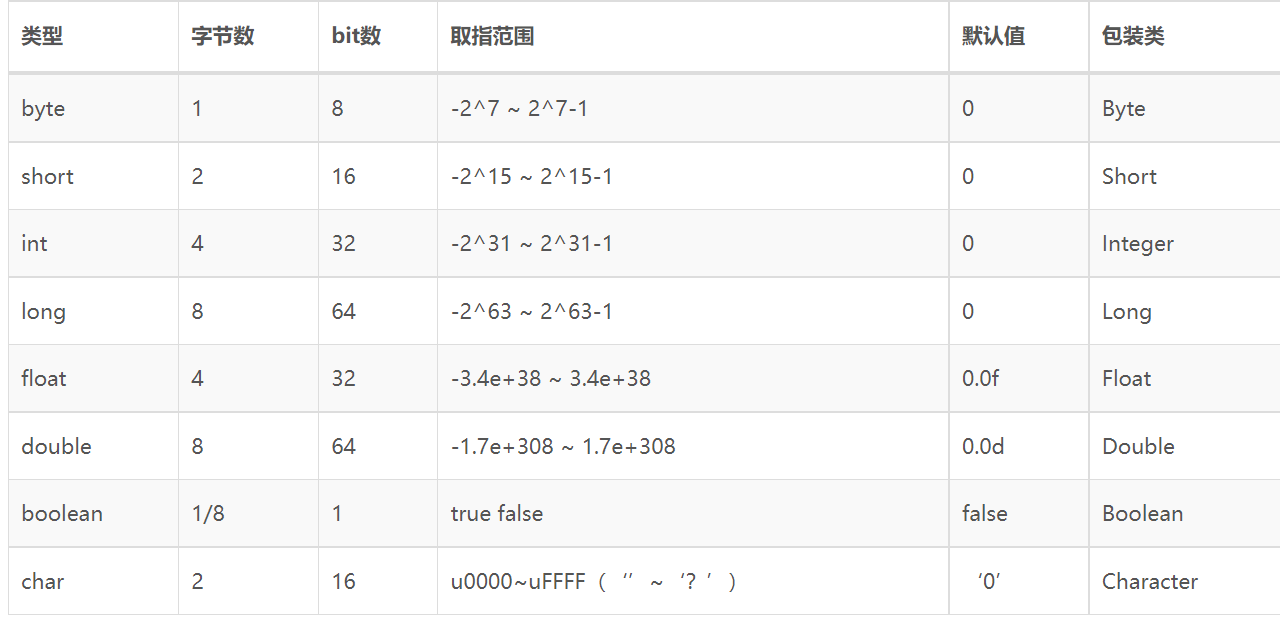 类型 字节数 bit数 取指范围 默认值 包装类
byte 1 8 -2^7 ~ 2^7-1 0 Byte
short 2 16 -2^15 ~ 2^15-1 0 Short
int 4 32 -2^31 ~ 2^31-1 0 Integer
long 8 64 -2^63 ~ 2^63-1 0 Long
float 4 32 -3.4e+38 ~ 3.4e+38 0.0f Float
double 8 64 -1.7e+308 ~ 1.7e+308 0.0d Double
boolean 1/8 1 true false false Boolean
char 2 16 u0000~uFFFF（‘’ ~‘？’） ‘0’ Character